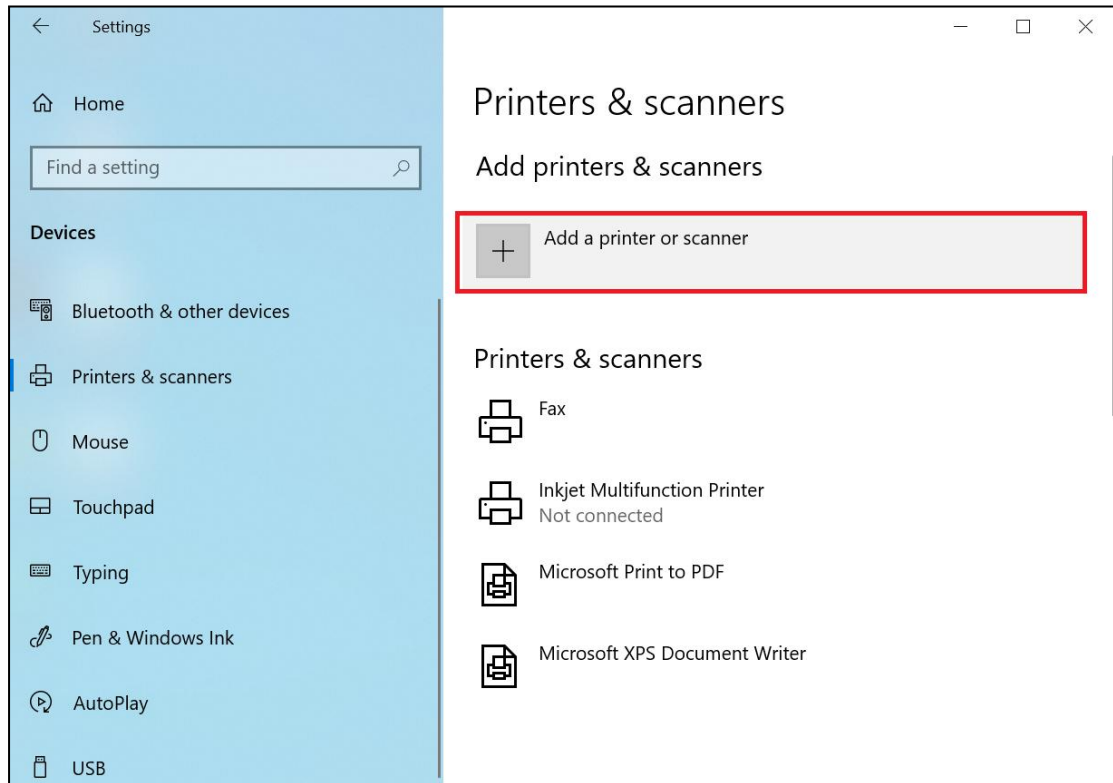 Settings
Home
Find a setting
Devices
Bluetooth & other devices
Printers & scanners
Mouse
Touchpad
Typing
Pen & Windows Ink
AutoPlay
USB
Printers & scanners
Add printers & scanners
Add a printer or scanner
Printers & scanners
Fax
Inkjet Multifunction Printer
Not connected
Microsoft Print to PDF
Microsoft XPS Document Writer